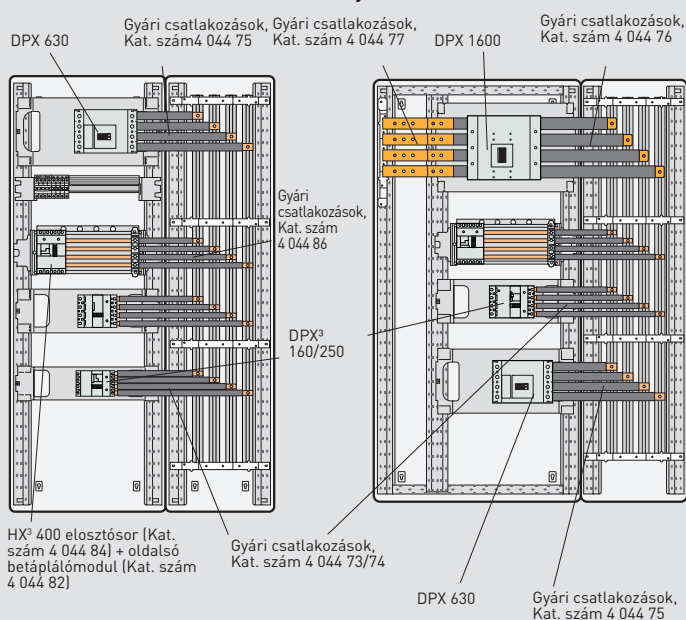 DPX 630
Gyári csatlakozások,
Kat. szám4 044 75
Gyári csatlakozások,
Kat. szám 4 044 77
DPX 1600
Gyári csatlakozások,
Kat. szám 4 044 76
Gyári
csatlakozások,
Kat. szám
4 044 86
DPX³
160/250
HX³ 400 elosztósor (Kat.
szám 4 044 84) + oldalsó
betáplálómodul (Kat. szám
4 044 82)
Gyári csatlakozások,
Kat. szám 4 044 73/74
DPX 630
Gyári csatlakozások,
Kat. szám 4 044 75